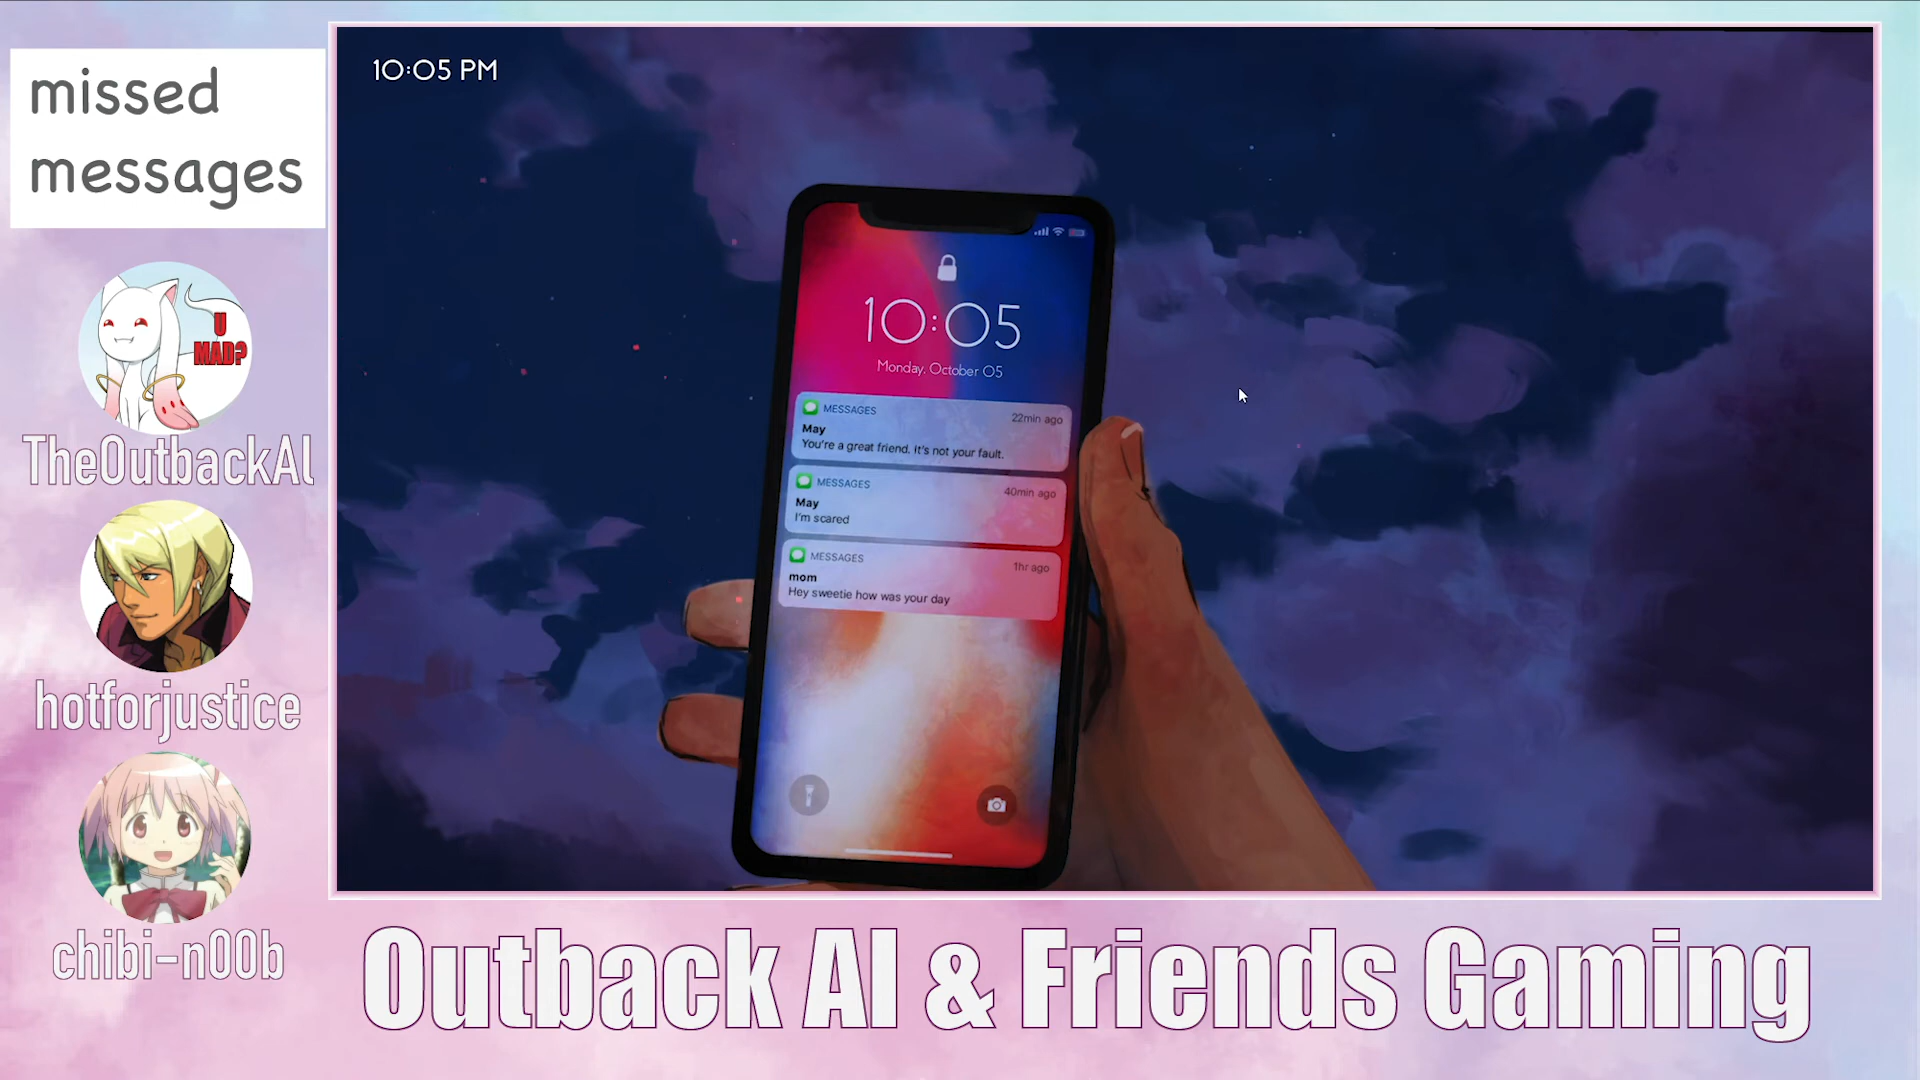 missed
messages
U
MAD?
TheOutbackAl
hotforjustice
chibi-n00b
10:05 PM
10:05
Monday, October 05
MESSAGES
22min ago
May
You're a great friend. It's not your fault.
MESSAGES
40min ago
May
I'm scared
MESSAGES
1hr ago
mom
Hey sweetie how was your day
Outback Al & Friends Gaming